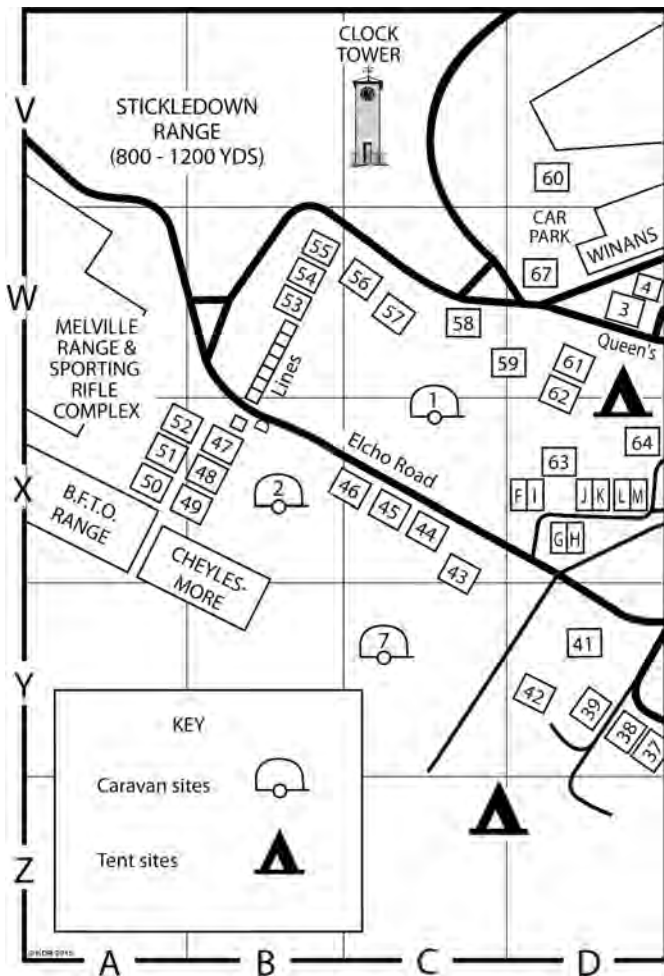 CLOCK
TOWER
V
STICKLEDOWN
RANGE
(800 - 1200 YDS)
60
CAR
PARK
WINANS
55
54
53
56
57
67
4
3
W
58
Queen's
MELVILLE
RANGE &
SPORTING
RIFLE
COMPLEX
59
61
62
Lines
1
52
47
51
48
50
49
Elcho Road
64
63
X
B.F.T.O.
RANGE
2
46
45
44
43
F I
J K
L M
G H
CHEYLES-
MORE
7
41
Y
42
39
38
37
KEY
Caravan sites
Tent sites
Z
A B C D